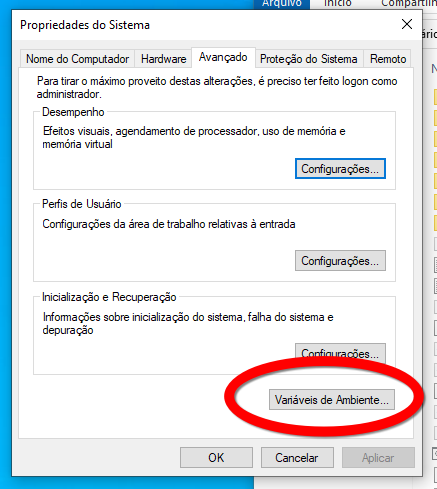 Arquivo Início Compartilh
Propriedades do Sistema
Nome do Computador Hardware Avançado Proteção do Sistema Remoto
Para tirar o máximo proveito destas alterações, é preciso ter feito logon como
administrador.
Desempenho
Efeitos visuais, agendamento de processador, uso de memória e
memória virtual
Configurações...
Perfis de Usuário
Configurações da área de trabalho relativas à entrada
Configurações...
Inicialização e Recuperação
Informações sobre inicialização do sistema, falha do sistema e
depuração
Configurações...
Variáveis de Ambiente...
OK Cancelar Aplicar